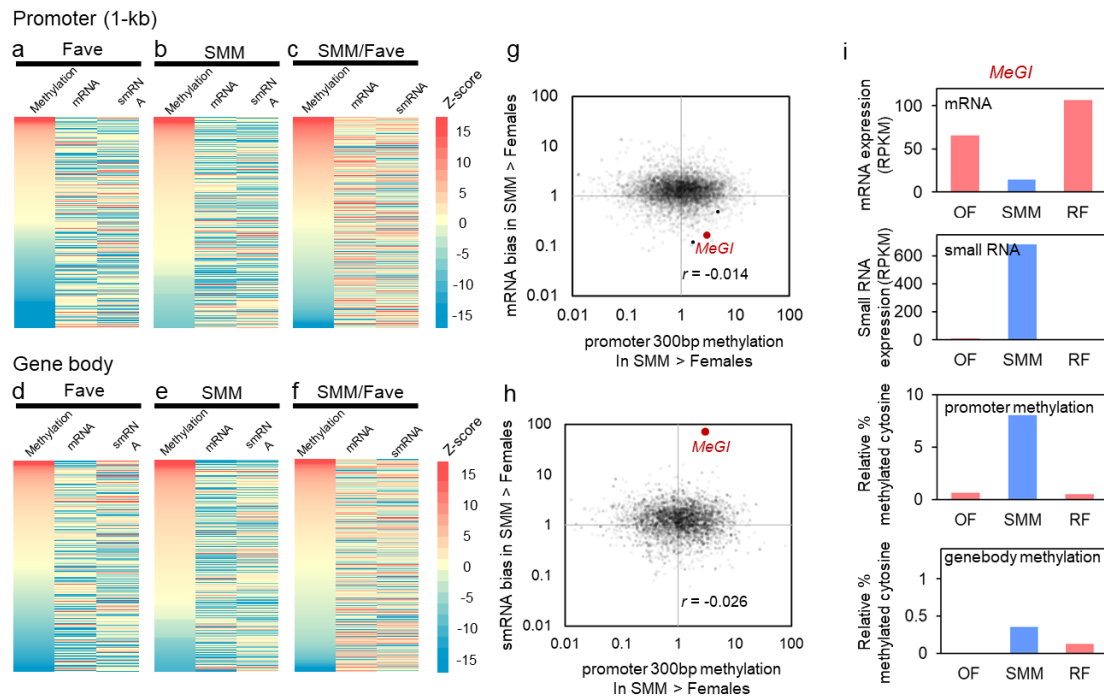 Promoter (1-kb)
a
Fave
b
SMM
c
SMM/Fave
Methylation
mRNA
smRN
A
Methylation
mRNA
smRN
A
Methylation
mRNA
smRNA
Z-score
15
10
5
0
-5
-10
-15
Gene body
d
Fave
e
SMM
f
SMM/Fave
Methylation
mRNA
smRN
A
Methylation
mRNA
smRN
A
Methylation
mRNA
smRNA
Z-score
15
10
5
0
-5
-10
-15
g
mRNA bias in SMM > Females
100
10
1
0.1
0.01
MeGI
r = -0.014
0.01 0.1 1 10 100
promoter 300bp methylation
In SMM > Females
h
smRNA bias in SMM > Females
100
10
1
0.1
0.01
MeGI
r = -0.026
0.01 0.1 1 10 100
promoter 300bp methylation
In SMM > Females
i
MeGI
mRNA expression
(RPKM)
100
50
0
mRNA
OF SMM RF
Small RNA
expression (RPKM)
600
400
200
0
small RNA
OF SMM RF
Relative %
methylated cytosine
10
5
0
promoter methylation
OF SMM RF
Relative %
methylated cytosine
1
0.5
0
genebody methylation
OF SMM RF